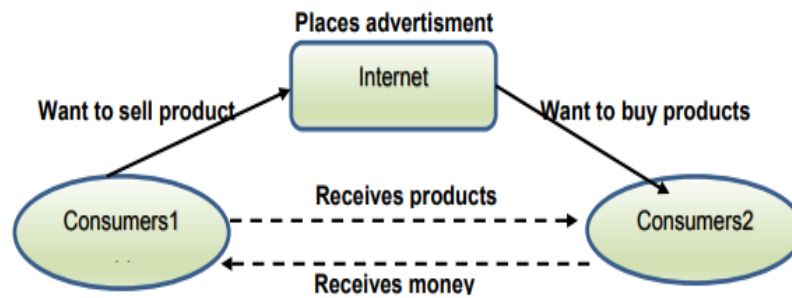 Places advertisment
Internet
Want to sell product
Want to buy products
Receives products
Consumers1
Consumers2
Receives money